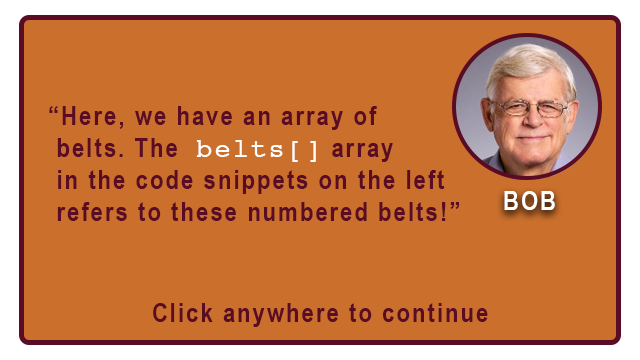 “Here, we have an array of
belts. The belts[] array
in the code snippets on the left
refers to these numbered belts!”
BOB
Click anywhere to continue